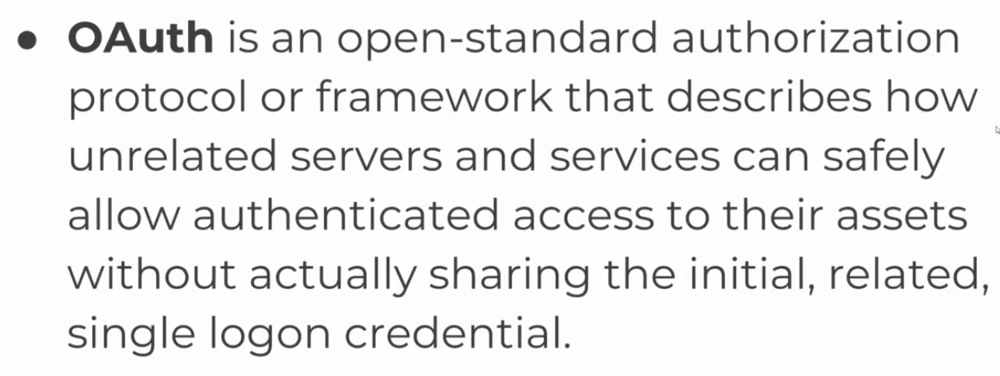 ● OAuth is an open-standard authorization
protocol or framework that describes how
unrelated servers and services can safely
allow authenticated access to their assets
without actually sharing the initial, related,
single logon credential.